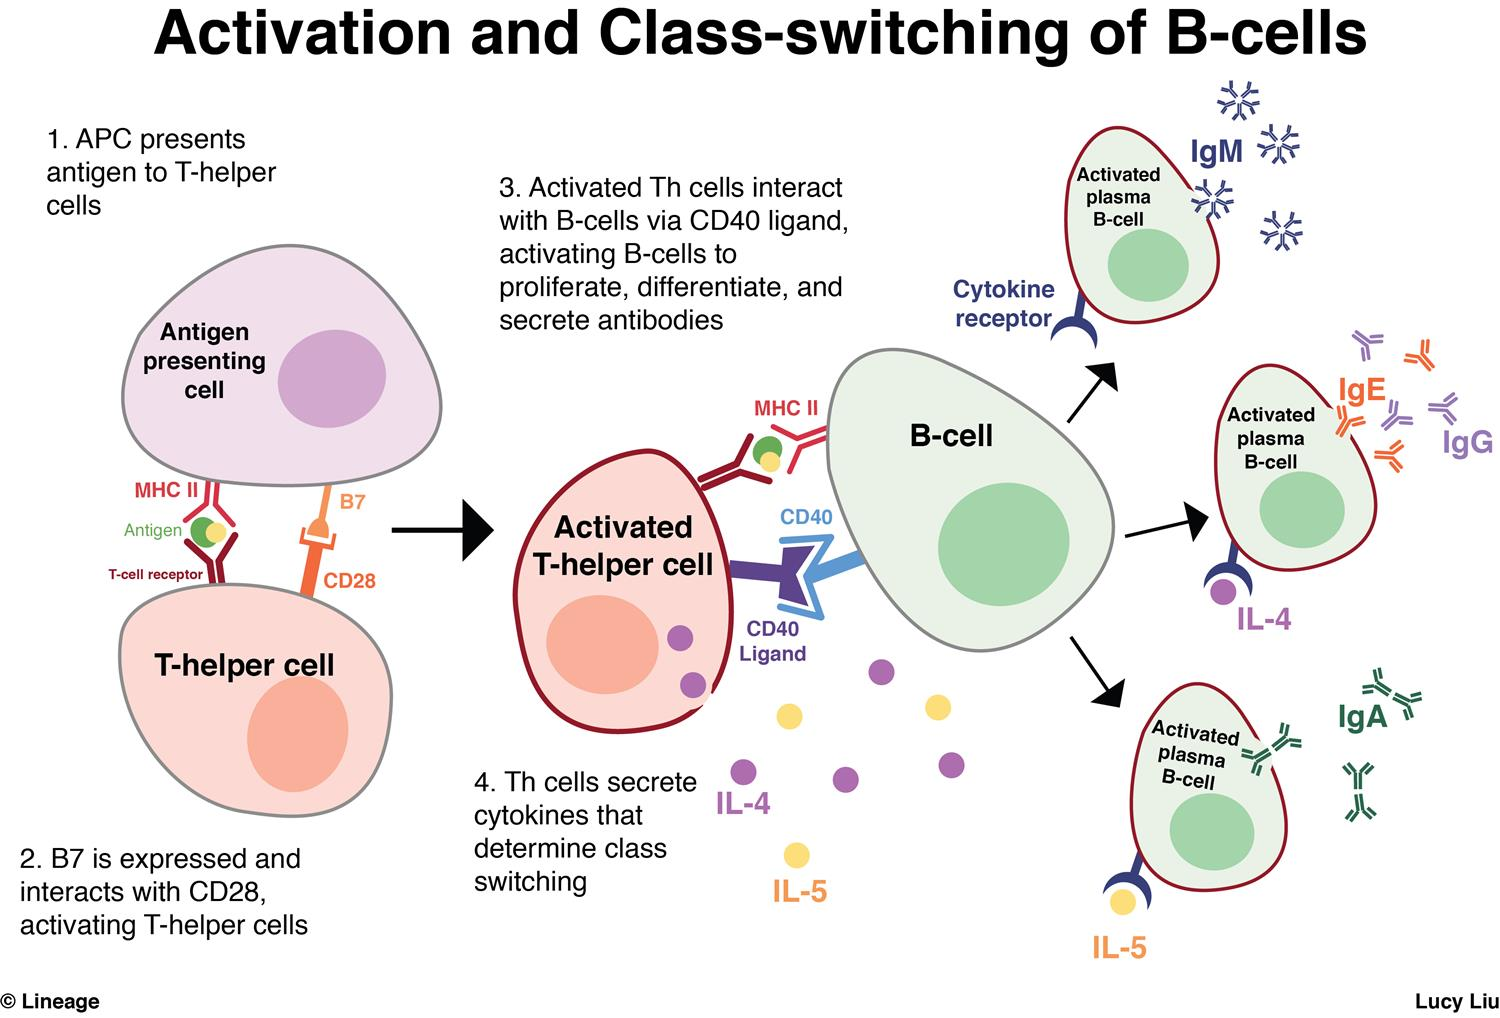 Activation and Class-switching of B-cells
1. APC presents
antigen to T-helper
cells
Antigen
presenting
cell
MHC II
B7
Antigen
T-cell receptor
CD28
T-helper cell
2. B7 is expressed and
interacts with CD28,
activating T-helper cells
3. Activated Th cells interact
with B-cells via CD40 ligand,
activating B-cells to
proliferate, differentiate, and
secrete antibodies
MHC II
B-cell
Activated
T-helper cell
CD40
CD40
Ligand
4. Th cells secrete
cytokines that
determine class
switching
IL-4
IL-5
Activated
plasma
B-cell
IgM
Cytokine
receptor
Activated
plasma
B-cell
IgE
IgG
IL-4
Activated
plasma
B-cell
IgA
IL-5
© Lineage
Lucy Liu